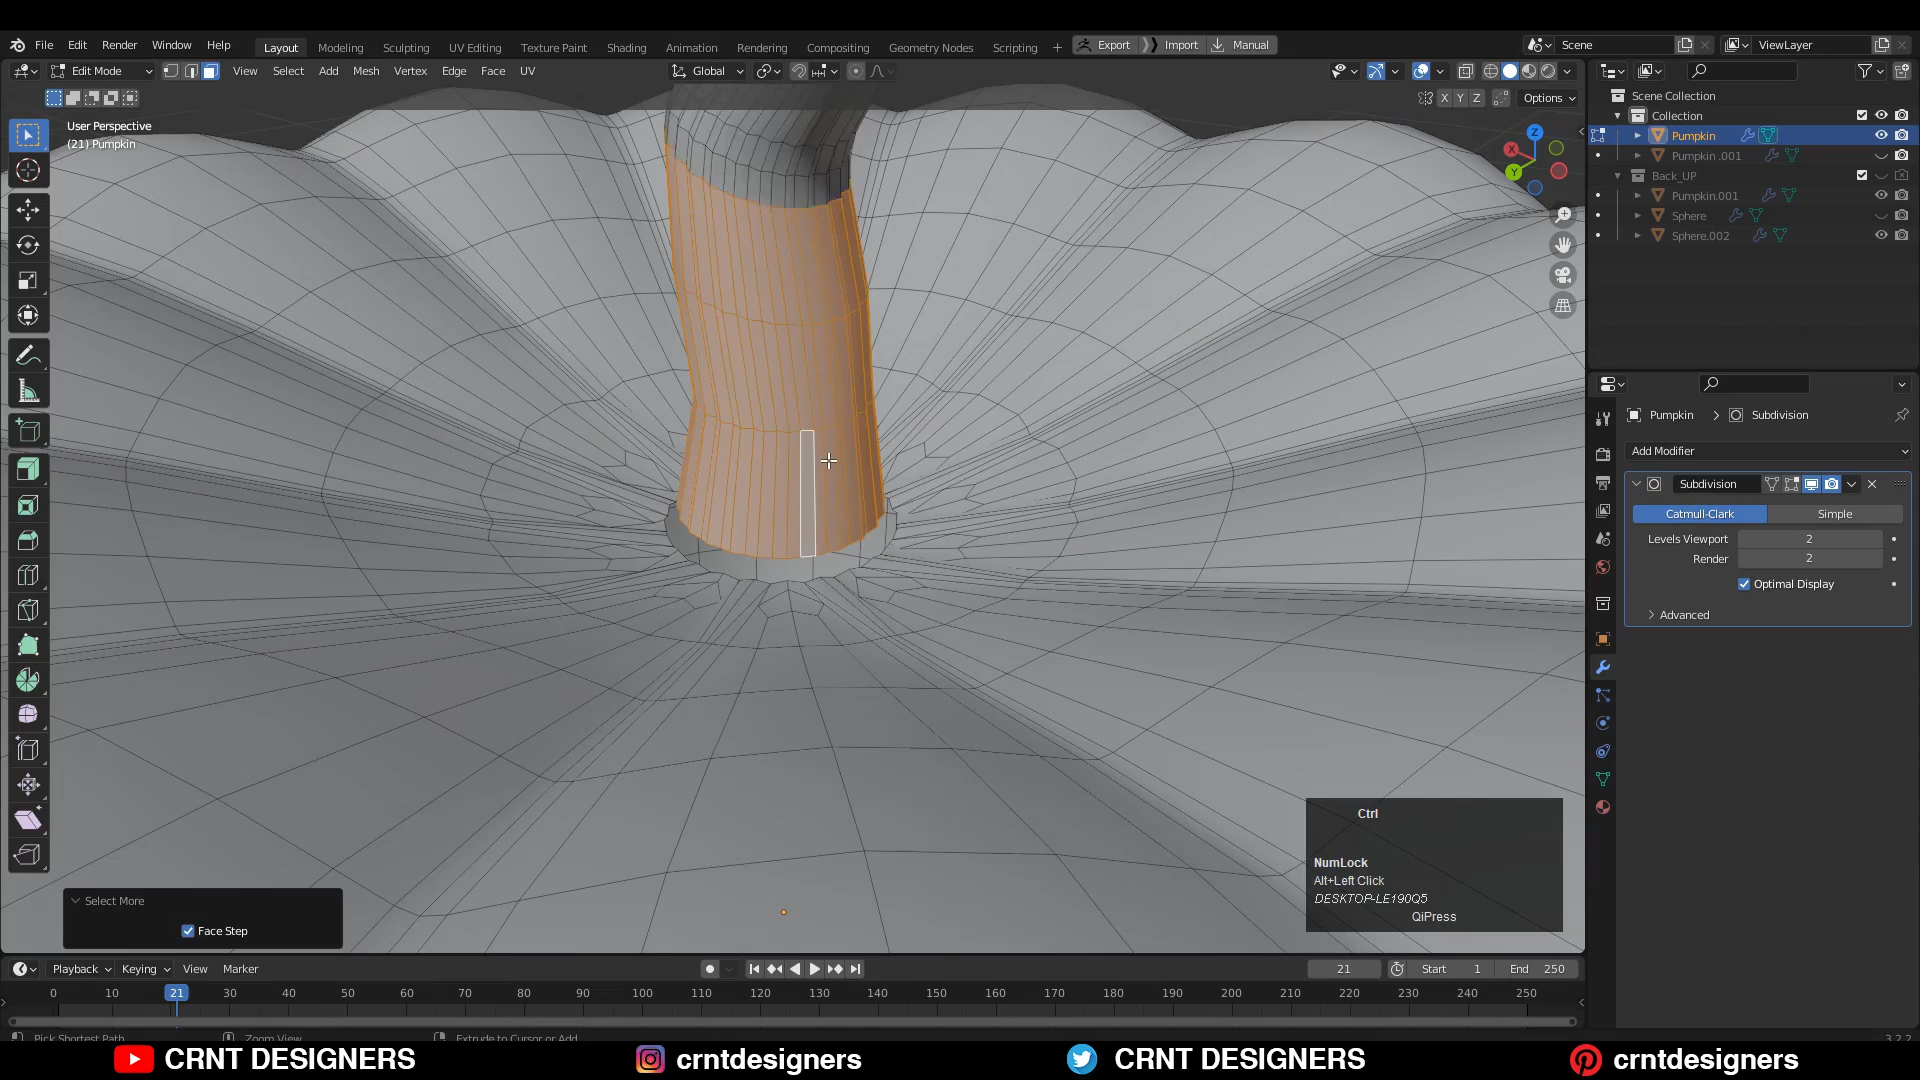 File Edit Render Window Help Layout Modeling Sculpting UV Editing Texture Paint Shading Animation Rendering Compositing Geometry Nodes Scripting + Export Import Manual Scene ViewLayer
Edit Mode View Select Add Mesh Vertex Edge Face UV Global
X Y Z Options
User Perspective
(21) Pumpkin
Scene Collection
Collection
Pumpkin
Pumpkin .001
Back_UP
Pumpkin.001
Sphere
Sphere.002
Z
X
Y
Pumpkin > Subdivision
Add Modifier
Subdivision
Catmull-Clark Simple
Levels Viewport 2
Render 2
Optimal Display
Advanced
Ctrl
NumLock
Alt+Left Click
DESKTOP-LE190Q5
QiPress
Select More
Face Step
Playback Keying View Marker 21 Start 1 End 250
0 10 21 30 40 50 60 70 80 90 100 110 120 130 140 150 160 170 180 190 200 210 220 230 240 250
Pick Shortest Path Zoom View Extrude to Cursor or Add 3.2.2
CRNT DESIGNERS crntdesigners CRNT DESIGNERS crntdesigners